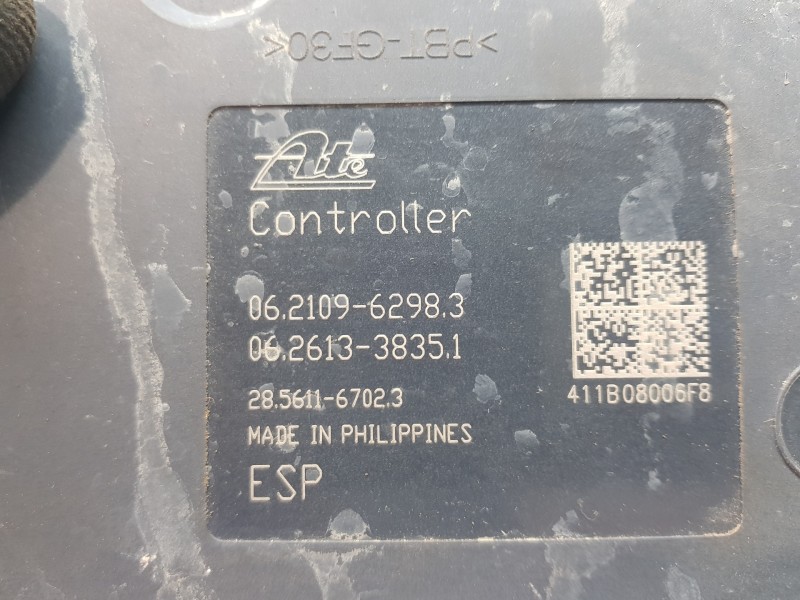 >PBT-GF30<
Ate
Controller
06.2109-6298.3
06.2613-3835.1
28.5611-6702.3
MADE IN PHILIPPINES
ESP
411B08006F8